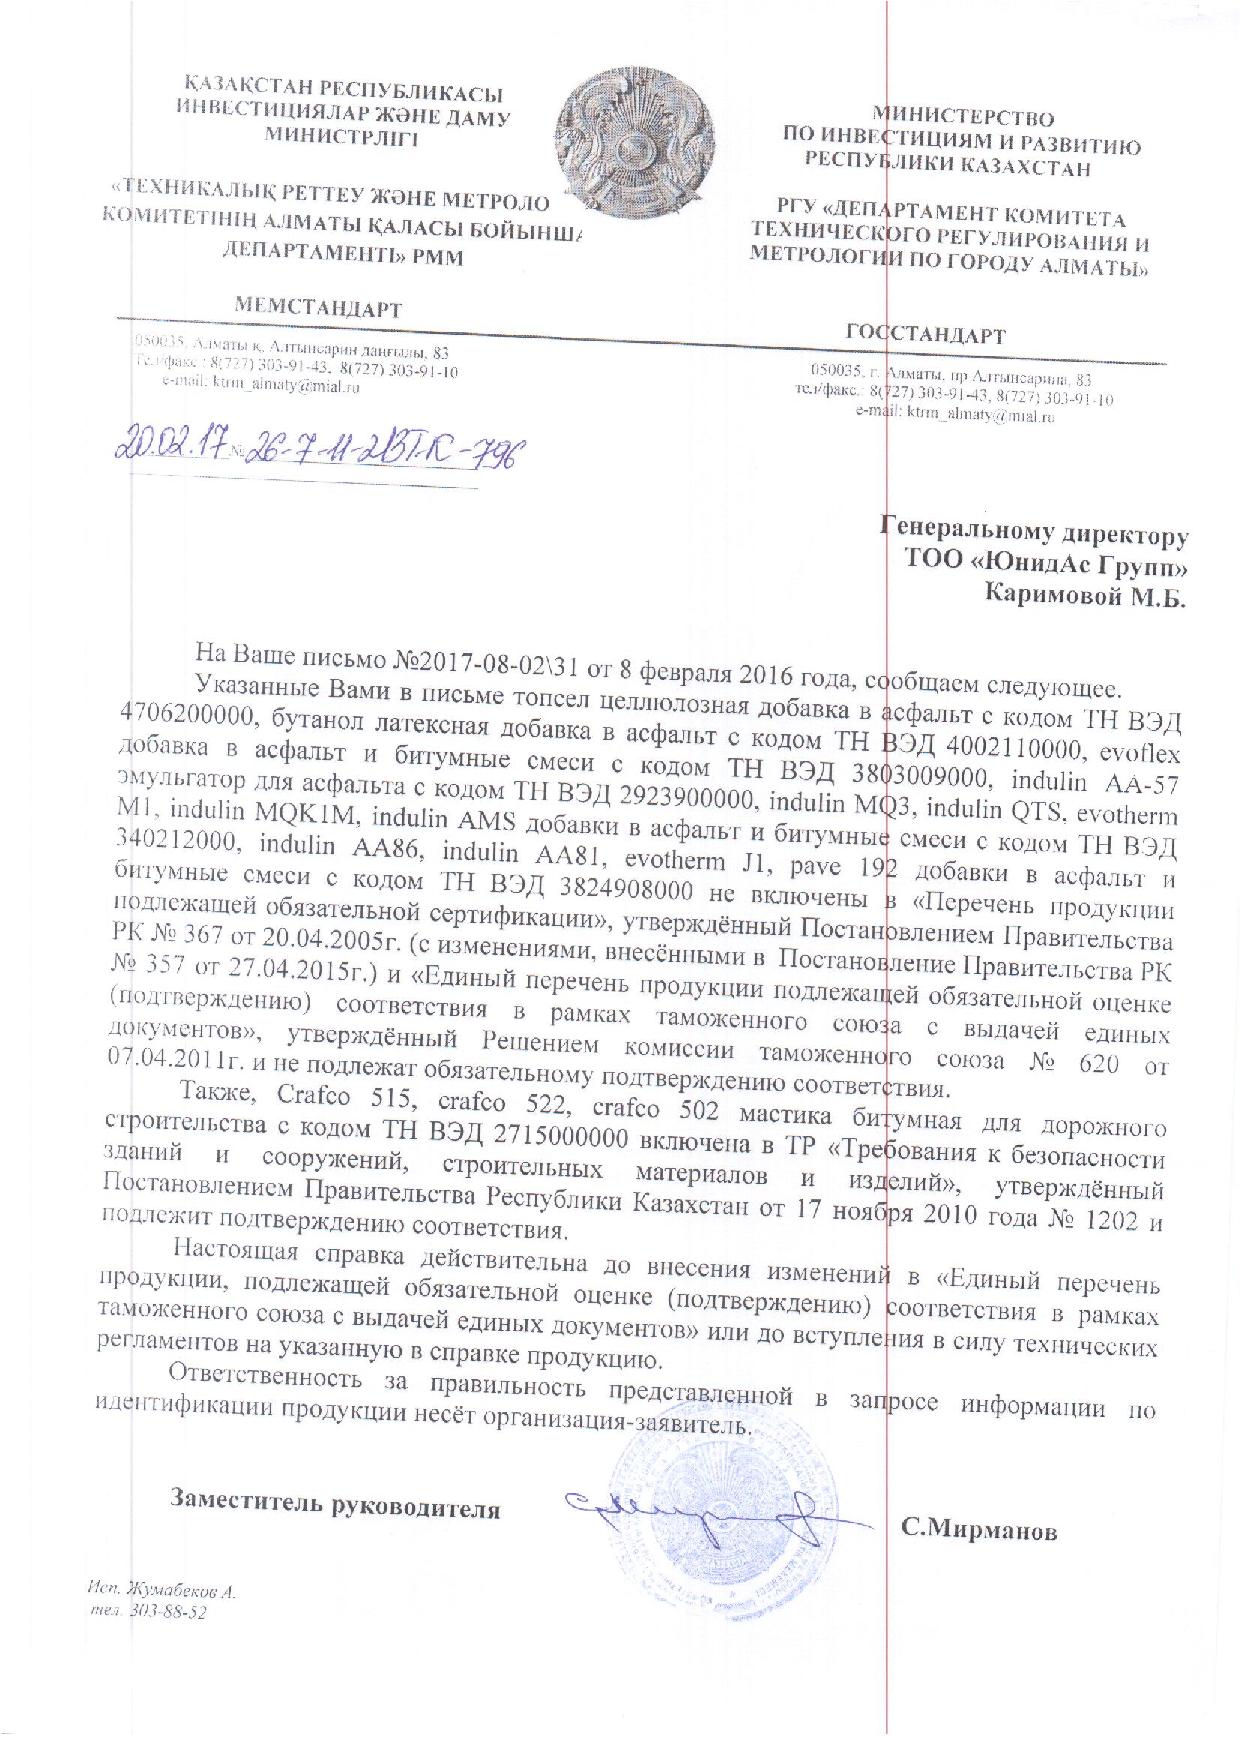 ҚАЗАҚСТАН РЕСПУБЛИКАСЫ
ИНВЕСТИЦИЯЛАР ЖӘНЕ ДАМУ
МИНИСТРЛІГІ
«ТЕХНИКАЛЫҚ РЕТТЕУ ЖӘНЕ МЕТРОЛО
КОМИТЕТІНІҢ АЛМАТЫ ҚАЛАСЫ БОЙЫНША
ДЕПАРТАМЕНТІ» РММ
МЕМСТАНДАРТ
050035, Алматы қ, Алтынсарин даңғылы, 83
Тел/факс.: 8(727) 303-91-43, 8(727) 303-91-10
e-mail: ktrm_almaty@mail.ru
МИНИСТЕРСТВО
ПО ИНВЕСТИЦИЯМ И РАЗВИТИЮ
РЕСПУБЛИКИ КАЗАХСТАН
РГУ «ДЕПАРТАМЕНТ КОМИТЕТА
ТЕХНИЧЕСКОГО РЕГУЛИРОВАНИЯ И
МЕТРОЛОГИИ ПО ГОРОДУ АЛМАТЫ»
ГОССТАНДАРТ
050035, г. Алматы, пр Алтынсарина, 83
тел/факс.: 8(727) 303-91-43, 8(727) 303-91-10
e-mail: ktrm_almaty@mail.ru
20.02.17 № 26-7-11-2/ВТ-К-796
Генеральному директору
ТОО «ЮнидАс Групп»
Каримовой М.Б.
На Ваше письмо №2017-08-02\31 от 8 февраля 2016 года, сообщаем следующее.
Указанные Вами в письме топсел целлюлозная добавка в асфальт с кодом ТН ВЭД
4706200000, бутанол латексная добавка в асфальт с кодом ТН ВЭД 4002110000, evoflex
добавка в асфальт и битумные смеси с кодом ТН ВЭД 3803009000, indulin AA-57
эмульгатор для асфальта с кодом ТН ВЭД 2923900000, indulin MQ3, indulin QTS, evotherm
M1, indulin MQK1M, indulin AMS добавки в асфальт и битумные смеси с кодом ТН ВЭД
340212000, indulin AA86, indulin AA81, evotherm J1, pave 192 добавки в асфальт и
битумные смеси с кодом ТН ВЭД 3824908000 не включены в «Перечень продукции
подлежащей обязательной сертификации», утверждённый Постановлением Правительства
РК № 367 от 20.04.2005г. (с изменениями, внесёнными в Постановление Правительства РК
№ 357 от 27.04.2015г.) и «Единый перечень продукции подлежащей обязательной оценке
(подтверждению) соответствия в рамках таможенного союза с выдачей единых
документов», утверждённый Решением комиссии таможенного союза № 620 от
07.04.2011г. и не подлежат обязательному подтверждению соответствия.
Также, Crafco 515, crafco 522, crafco 502 мастика битумная для дорожного
строительства с кодом ТН ВЭД 2715000000 включена в ТР «Требования к безопасности
зданий и сооружений, строительных материалов и изделий», утверждённый
Постановлением Правительства Республики Казахстан от 17 ноября 2010 года № 1202 и
подлежит подтверждению соответствия.
Настоящая справка действительна до внесения изменений в «Единый перечень
продукции, подлежащей обязательной оценке (подтверждению) соответствия в рамках
таможенного союза с выдачей единых документов» или до вступления в силу технических
регламентов на указанную в справке продукцию.
Ответственность за правильность представленной в запросе информации по
идентификации продукции несёт организация-заявитель.
Заместитель руководителя
С.Мирманов
Исп. Жумабеков А.
тел. 303-88-52